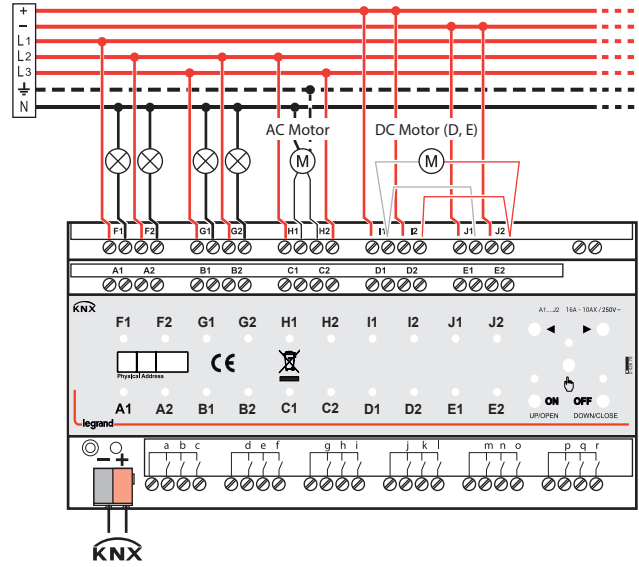 +
−
L1
L2
L3
N
AC Motor
DC Motor (D, E)
M
M
F1 F2 G1 G2 H1 H2 I1 I2 J1 J2
A1 A2 B1 B2 C1 C2 D1 D2 E1 E2
KNX
A1....J2 16A - 10AX / 250V~
F1 F2 G1 G2 H1 H2 I1 I2 J1 J2
Physical Address
CE
A1 A2 B1 B2 C1 C2 D1 D2 E1 E2
ON OFF
UP/OPEN DOWN/CLOSE
legrand
− +
a b c d e f g h i j k l m n o p q r
KNX